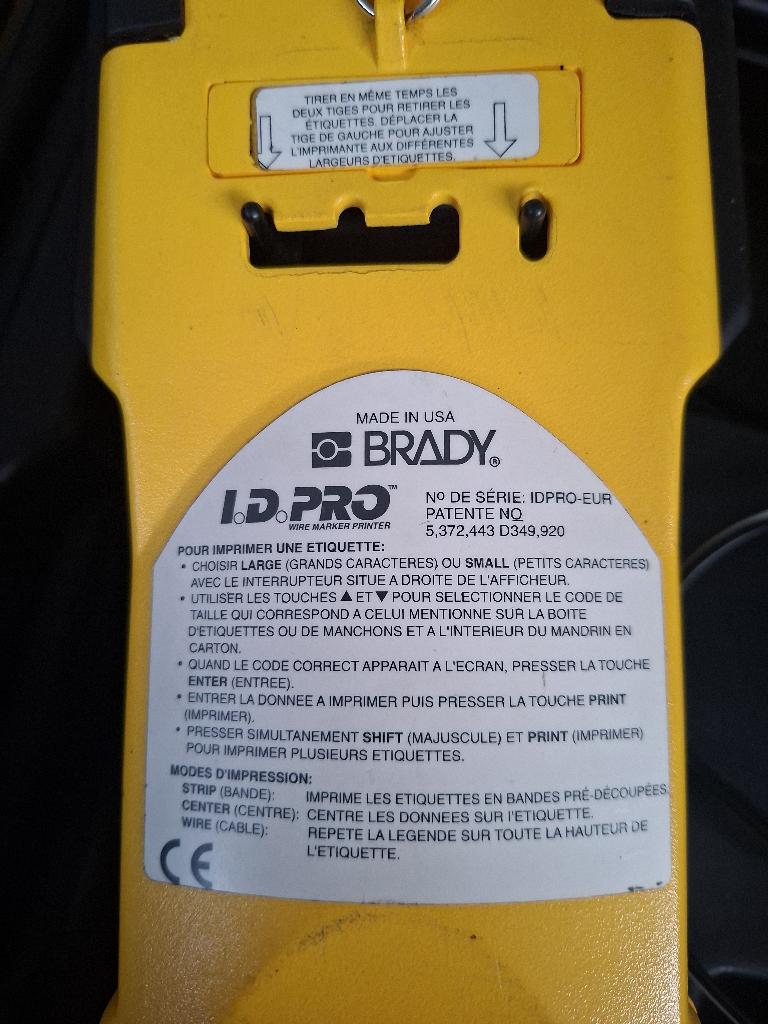 TIRER EN MÊME TEMPS LES
DEUX TIGES POUR RETIRER LES
ÉTIQUETTES. DÉPLACER LA
TIGE DE GAUCHE POUR AJUSTER
L'IMPRIMANTE AUX DIFFÉRENTES
LARGEURS D'ETIQUETTES.
MADE IN USA
BRADY®
I.D.PRO™
WIRE MARKER PRINTER
Nº DE SÉRIE: IDPRO-EUR
PATENTE NO
5,372,443 D349,920
POUR IMPRIMER UNE ETIQUETTE:
• CHOISIR LARGE (GRANDS CARACTERES) OU SMALL (PETITS CARACTERES)
AVEC LE INTERRUPTEUR SITUE A DROITE DE L'AFFICHEUR.
• UTILISER LES TOUCHES ▲ ET ▼ POUR SELECTIONNER LE CODE DE
TAILLE QUI CORRESPOND A CELUI MENTIONNE SUR LA BOITE
D'ETIQUETTES OU DE MANCHONS ET A L'INTERIEUR DU MANDRIN EN
CARTON.
• QUAND LE CODE CORRECT APPARAIT A L'ECRAN, PRESSER LA TOUCHE
ENTER (ENTREE).
• ENTRER LA DONNEE A IMPRIMER PUIS PRESSER LA TOUCHE PRINT
(IMPRIMER).
• PRESSER SIMULTANEMENT SHIFT (MAJUSCULE) ET PRINT (IMPRIMER)
POUR IMPRIMER PLUSIEURS ETIQUETTES.
MODES D'IMPRESSION:
STRIP (BANDE): IMPRIME LES ETIQUETTES EN BANDES PRÉ-DÉCOUPÉES.
CENTER (CENTRE): CENTRE LES DONNEES SUR l'ETIQUETTE.
WIRE (CABLE): REPETE LA LEGENDE SUR TOUTE LA HAUTEUR DE
L'ETIQUETTE.
CE